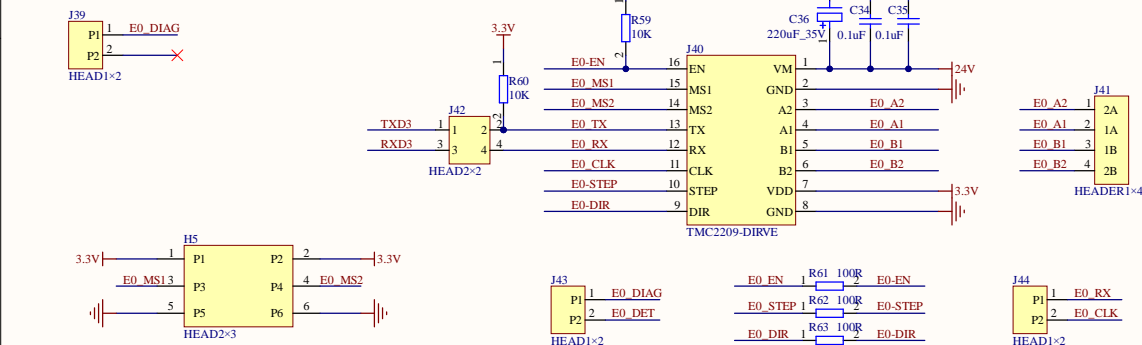 J39
P1 1 E0_DIAG
P2 2
HEAD1×2
3.3V
1
R60
10K
2
J42
TXD3 1 1 2 2 E0_TX
RXD3 3 3 4 4 E0_RX
HEAD2×2
R59
10K
2
C36
220uF_35V
+
1
C34
0.1uF
C35
0.1uF
J40
E0-EN 16 EN VM 1 24V
E0_MS1 15 MS1 GND 2
E0_MS2 14 MS2 A2 3 E0_A2
13 TX A1 4 E0_A1
12 RX B1 5 E0_B1
E0_CLK 11 CLK B2 6 E0_B2
E0-STEP 10 STEP VDD 7 3.3V
E0-DIR 9 DIR GND 8
TMC2209-DIRVE
J41
E0_A2 1 2A
E0_A1 2 1A
E0_B1 3 1B
E0_B2 4 2B
HEADER1×4
H5
3.3V 1 P1 P2 2 3.3V
E0_MS1 3 P3 P4 4 E0_MS2
5 P5 P6 6
HEAD2×3
J43
P1 1 E0_DIAG
P2 2 E0_DET
HEAD1×2
E0_EN 1 R61 100R 2 E0-EN
E0_STEP 1 R62 100R 2 E0-STEP
E0_DIR 1 R63 100R 2 E0-DIR
J44
P1 1 E0_RX
P2 2 E0_CLK
HEAD1×2